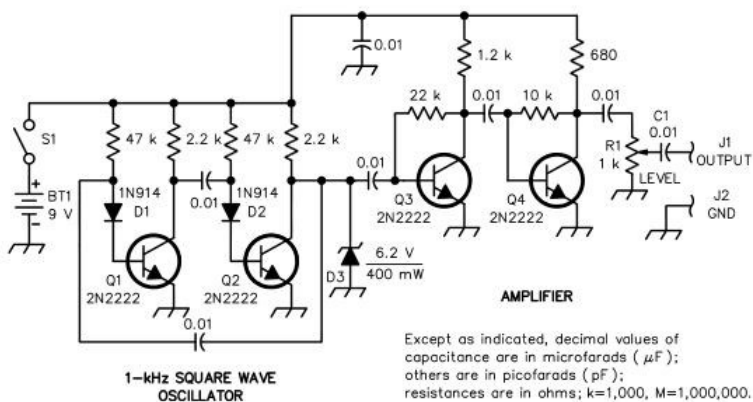 0.01
1.2 k
680
S1
47 k
2.2 k
47 k
2.2 k
22 k
0.01
10 k
0.01
C1
0.01
J1
OUTPUT
R1
1 k
LEVEL
BT1
9 V
1N914
D1
0.01
1N914
D2
0.01
Q3
2N2222
Q4
2N2222
J2
GND
Q1
2N2222
Q2
2N2222
D3
6.2 V
400 mW
0.01
AMPLIFIER
1-kHz SQUARE WAVE
OSCILLATOR
Except as indicated, decimal values of
capacitance are in microfarads ( μF);
others are in picofarads ( pF);
resistances are in ohms; k=1,000, M=1,000,000.